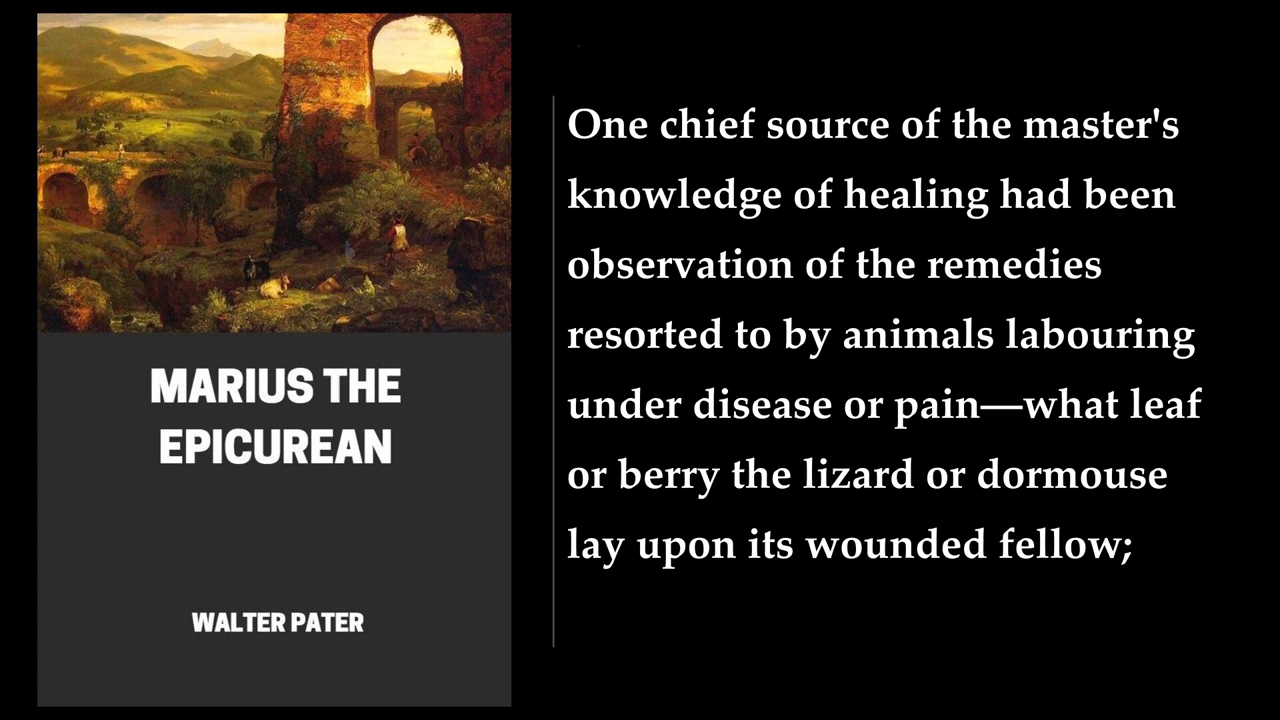 MARIUS THE
EPICUREAN
WALTER PATER
One chief source of the master's
knowledge of healing had been
observation of the remedies
resorted to by animals labouring
under disease or pain—what leaf
or berry the lizard or dormouse
lay upon its wounded fellow;